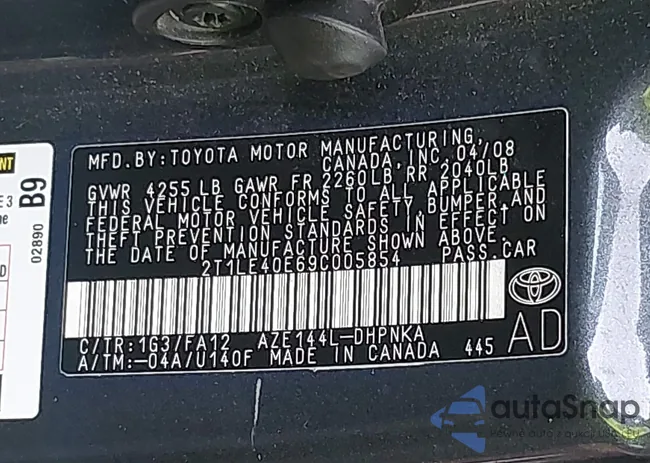 MFD. BY: TOYOTA MOTOR MANUFACTURING,
CANADA, INC. 04/08
GVWR 4255 LB GAWR FR 2260LB RR 2040LB
THIS VEHICLE CONFORMS TO ALL APPLICABLE
FEDERAL MOTOR VEHICLE SAFETY, BUMPER, AND
THEFT PREVENTION STANDARDS IN EFFECT ON
THE DATE OF MANUFACTURE SHOWN ABOVE.
2T1LE40E69C005854 PASS. CAR
C/TR: 1G3/FA12 AZE144L-DHPNKA
A/TM: -04A/U140F MADE IN CANADA 445
AD
B9
02890
autoSnap